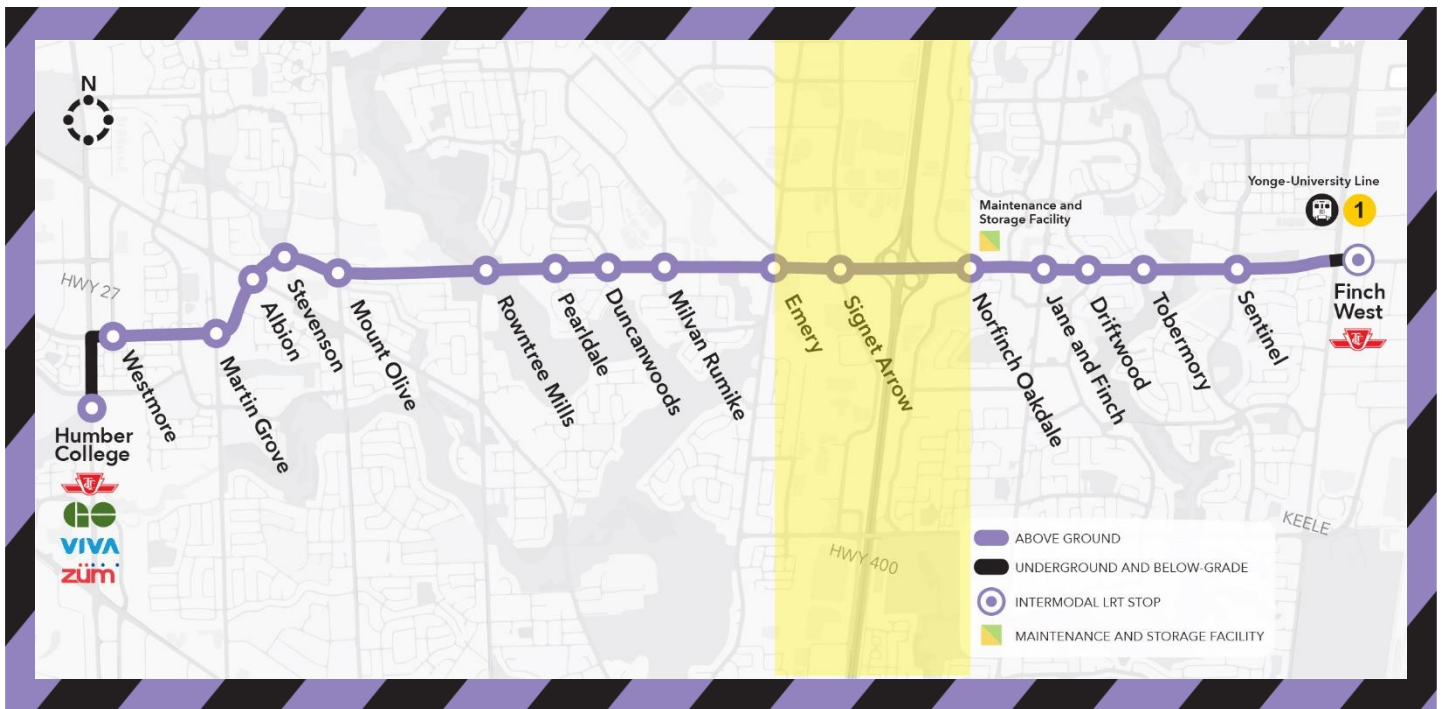 N
HWY 27
Humber
College
GO
VIVA
züm
Westmore
Martin Grove
Albion
Stevenson
Mount Olive
Rowntree Mills
Pearldale
Duncanwoods
Milvan Rumike
Emery
Signet Arrow
HWY 400
Maintenance and
Storage Facility
Norfinch Oakdale
Jane and Finch
Driftwood
Tobermory
Sentinel
Yonge-University Line
1
Finch
West
KEELE
ABOVE GROUND
UNDERGROUND AND BELOW-GRADE
INTERMODAL LRT STOP
MAINTENANCE AND STORAGE FACILITY